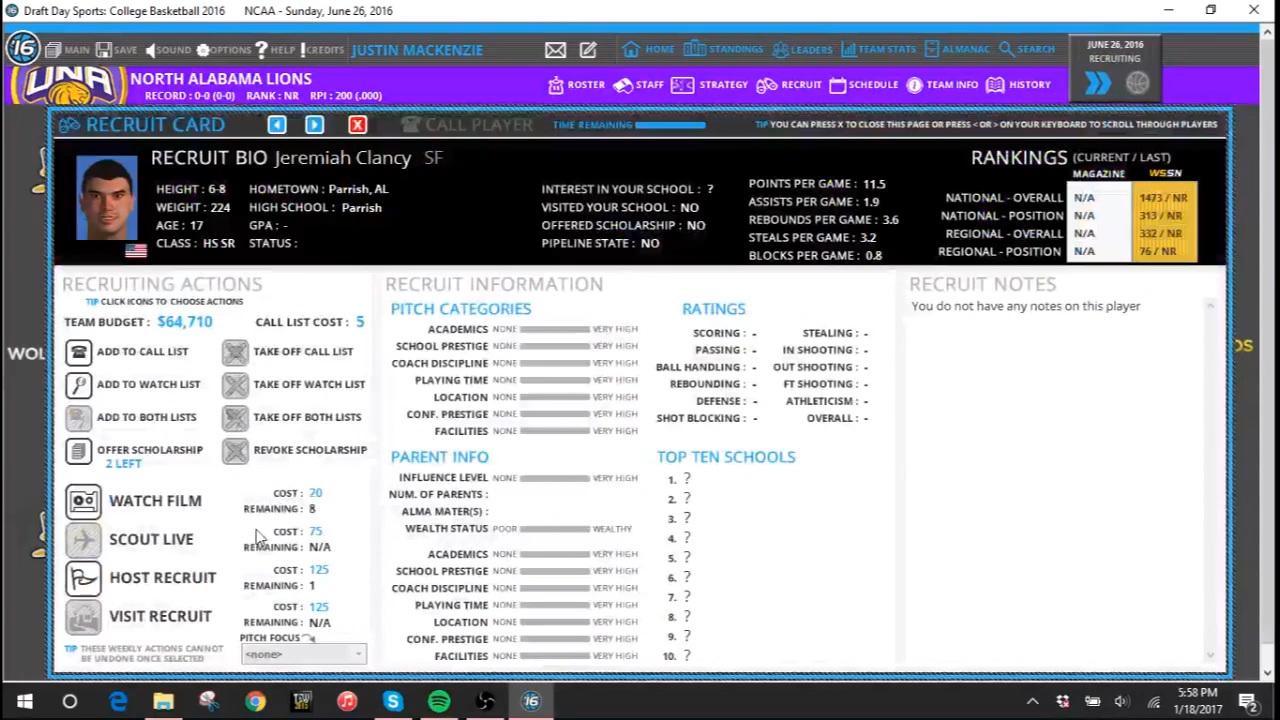 Draft Day Sports: College Basketball 2016 NCAA - Sunday, June 26, 2016
16 MAIN SAVE SOUND OPTIONS ? HELP !CREDITS JUSTIN MACKENZIE HOME STANDINGS LEADERS TEAM STATS ALMANAC SEARCH
JUNE 26, 2016
RECRUITING
UNA
NORTH ALABAMA LIONS
RECORD: 0-0 (0-0) RANK: NR RPI: 200 (.000)
ROSTER STAFF STRATEGY RECRUIT SCHEDULE TEAM INFO HISTORY
RECRUIT CARD X CALL PLAYER TIME REMAINING TIP YOU CAN PRESS X TO CLOSE THIS PAGE OR PRESS < OR > ON YOUR KEYBOARD TO SCROLL THROUGH PLAYERS
RECRUIT BIO Jeremiah Clancy SF
HEIGHT : 6-8
WEIGHT : 224
AGE : 17
CLASS : HS SR
HOMETOWN : Parrish, AL
HIGH SCHOOL : Parrish
GPA : -
STATUS :
INTEREST IN YOUR SCHOOL : ?
VISITED YOUR SCHOOL : NO
OFFERED SCHOLARSHIP : NO
PIPELINE STATE : NO
POINTS PER GAME : 11.5
ASSISTS PER GAME : 1.9
REBOUNDS PER GAME : 3.6
STEALS PER GAME : 3.2
BLOCKS PER GAME : 0.8
RANKINGS (CURRENT / LAST)
MAGAZINE WSSN
NATIONAL - OVERALL N/A 1473 / NR
NATIONAL - POSITION N/A 313 / NR
REGIONAL - OVERALL N/A 332 / NR
REGIONAL - POSITION N/A 76 / NR
RECRUITING ACTIONS
TIP CLICK ICONS TO CHOOSE ACTIONS
TEAM BUDGET : $64,710 CALL LIST COST : 5
ADD TO CALL LIST TAKE OFF CALL LIST
ADD TO WATCH LIST TAKE OFF WATCH LIST
ADD TO BOTH LISTS TAKE OFF BOTH LISTS
OFFER SCHOLARSHIP REVOKE SCHOLARSHIP
2 LEFT
WATCH FILM COST : 20
REMAINING : 8
SCOUT LIVE COST : 75
REMAINING : N/A
HOST RECRUIT COST : 125
REMAINING : 1
VISIT RECRUIT COST : 125
REMAINING : N/A
TIP THESE WEEKLY ACTIONS CANNOT
BE UNDONE ONCE SELECTED
PITCH FOCUS
<none>
RECRUIT INFORMATION
PITCH CATEGORIES
ACADEMICS NONE VERY HIGH
SCHOOL PRESTIGE NONE VERY HIGH
COACH DISCIPLINE NONE VERY HIGH
PLAYING TIME NONE VERY HIGH
LOCATION NONE VERY HIGH
CONF. PRESTIGE NONE VERY HIGH
FACILITIES NONE VERY HIGH
RATINGS
SCORING : - STEALING : -
PASSING : - IN SHOOTING : -
BALL HANDLING : - OUT SHOOTING : -
REBOUNDING : - FT SHOOTING : -
DEFENSE : - ATHLETICISM : -
SHOT BLOCKING : - OVERALL : -
PARENT INFO
INFLUENCE LEVEL NONE VERY HIGH
NUM. OF PARENTS :
ALMA MATER(S) :
WEALTH STATUS POOR WEALTHY
ACADEMICS NONE VERY HIGH
SCHOOL PRESTIGE NONE VERY HIGH
COACH DISCIPLINE NONE VERY HIGH
PLAYING TIME NONE VERY HIGH
LOCATION NONE VERY HIGH
CONF. PRESTIGE NONE VERY HIGH
FACILITIES NONE VERY HIGH
TOP TEN SCHOOLS
1. ?
2. ?
3. ?
4. ?
5. ?
6. ?
7. ?
8. ?
9. ?
10. ?
RECRUIT NOTES
You do not have any notes on this player
WOL
DS
16
5:58 PM
1/18/2017
2